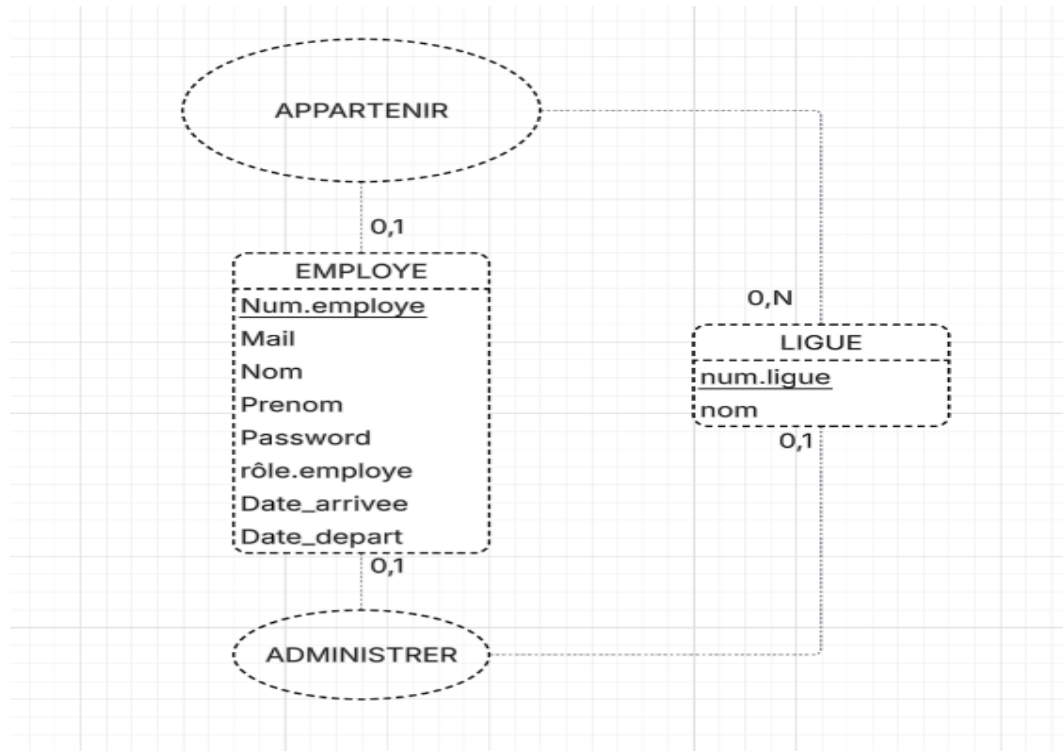 APPARTENIR
0,1
EMPLOYE
Num.employe
Mail
Nom
Prenom
Password
rôle.employe
Date_arrivee
Date_depart
0,1
ADMINISTRER
0,N
LIGUE
num.ligue
nom
0,1